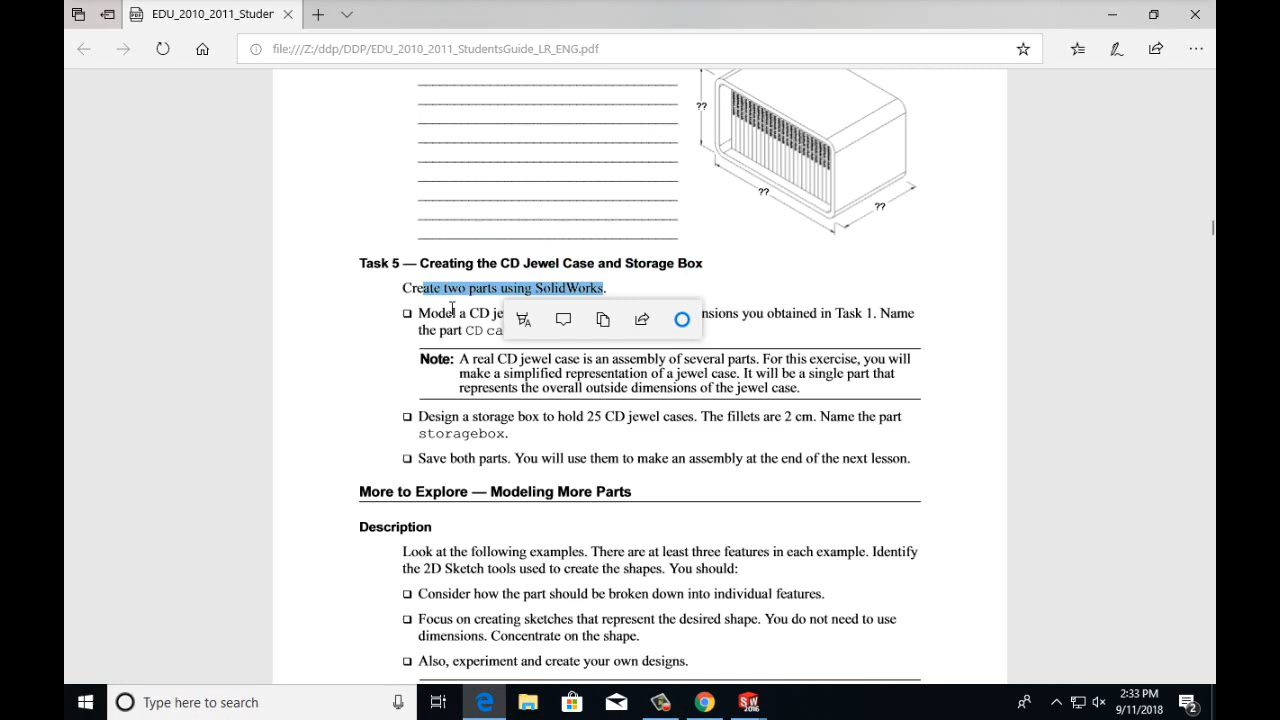 EDU_2010_2011_Studer
file:///Z:/ddp/DDP/EDU_2010_2011_StudentsGuide_LR_ENG.pdf
??
??
??
Task 5 — Creating the CD Jewel Case and Storage Box
Create two parts using SolidWorks.
Model a CD je nsions you obtained in Task 1. Name
the part CD ca
Note: A real CD jewel case is an assembly of several parts. For this exercise, you will
make a simplified representation of a jewel case. It will be a single part that
represents the overall outside dimensions of the jewel case.
Design a storage box to hold 25 CD jewel cases. The fillets are 2 cm. Name the part
storagebox.
Save both parts. You will use them to make an assembly at the end of the next lesson.
More to Explore — Modeling More Parts
Description
Look at the following examples. There are at least three features in each example. Identify
the 2D Sketch tools used to create the shapes. You should:
Consider how the part should be broken down into individual features.
Focus on creating sketches that represent the desired shape. You do not need to use
dimensions. Concentrate on the shape.
Also, experiment and create your own designs.
Type here to search
SW
2016
2:33 PM
9/11/2018
2